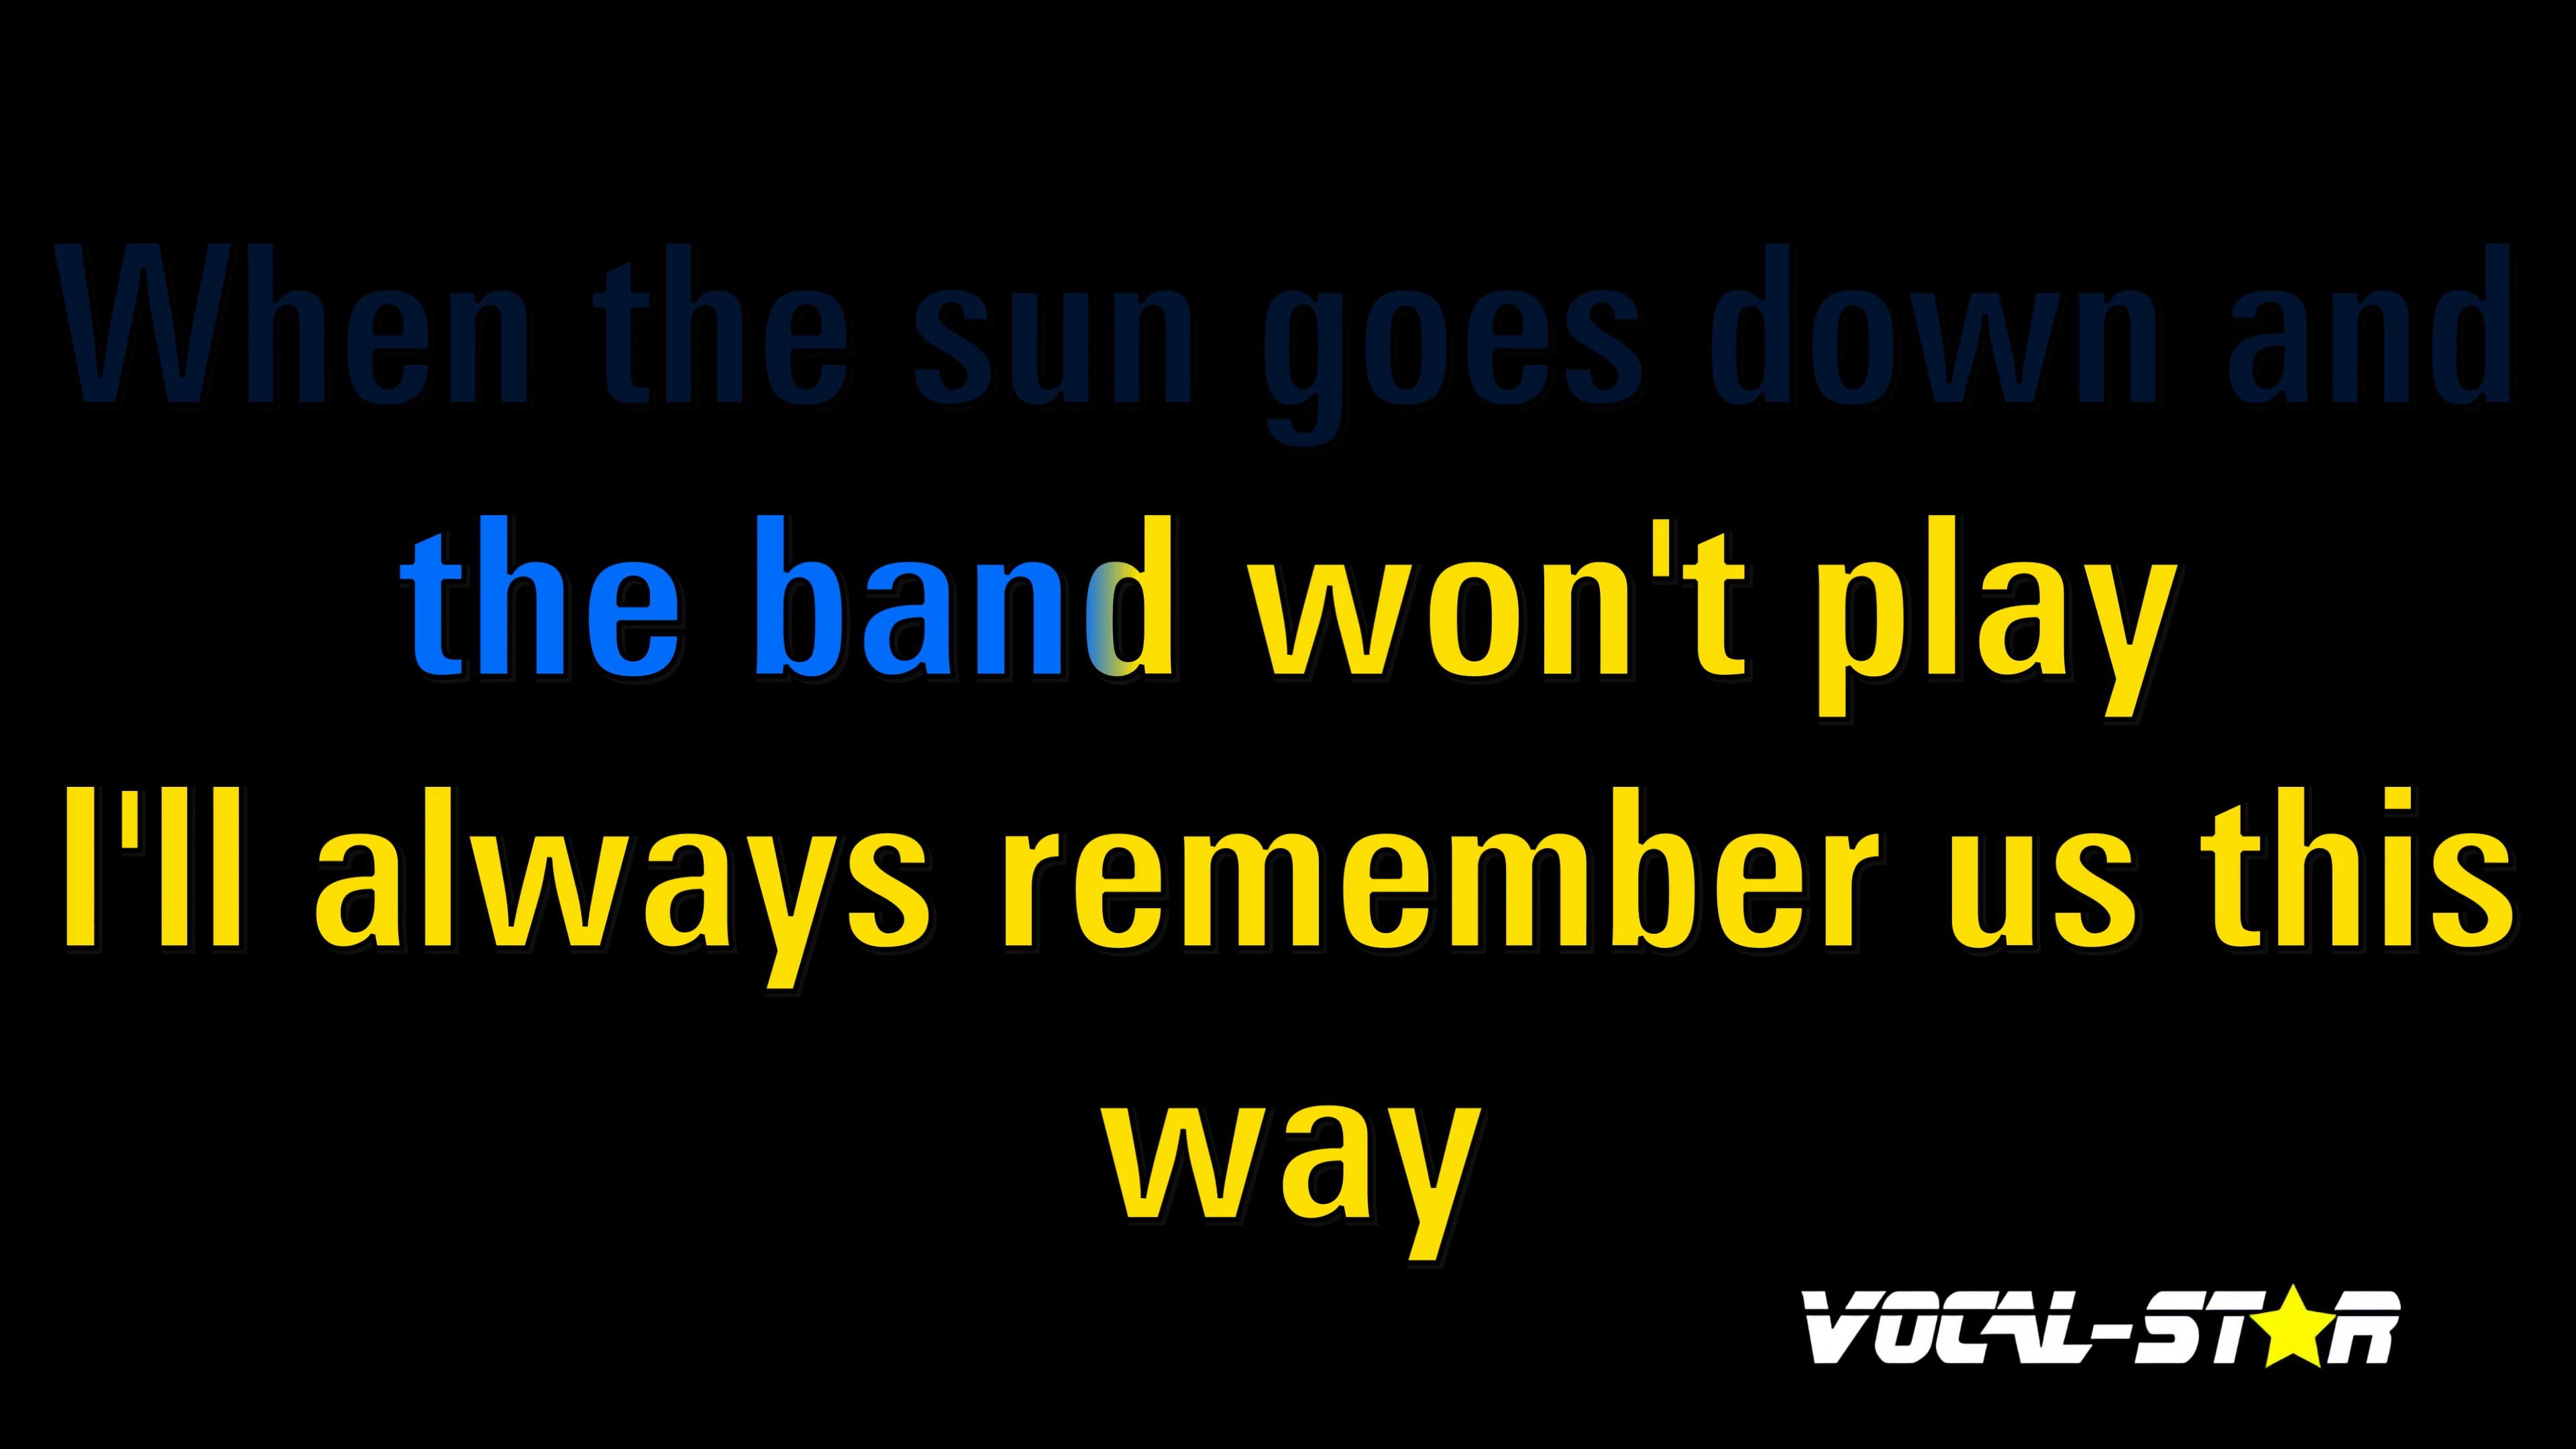 When the sun goes down and
the band won't play
I'll always remember us this
way
VOCAL-STAR